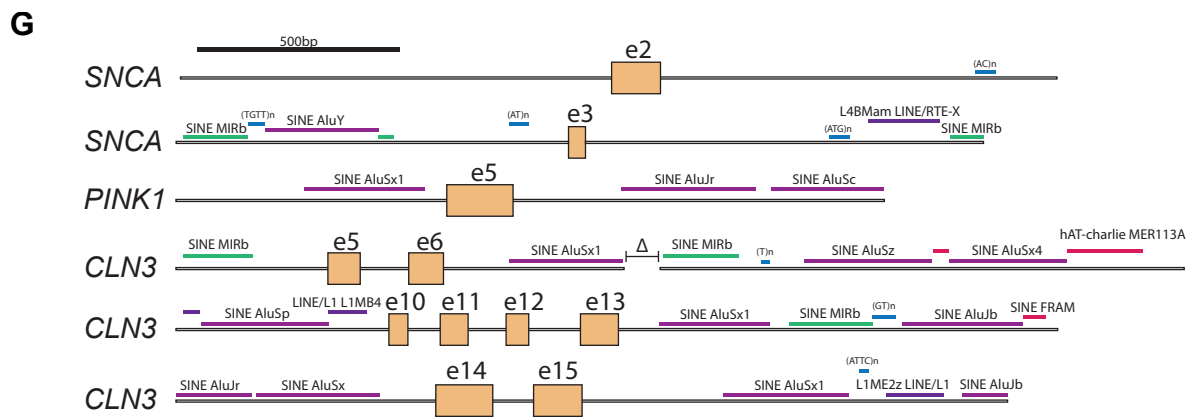 G
500bp
SNCA
e2
(AC)n
SNCA
SINE MIRb
(TGTT)n
SINE AluY
(AT)n
e3
(ATG)n
L4BMam LINE/RTE-X
SINE MIRb
PINK1
SINE AluSx1
e5
SINE AluJr
SINE AluSc
CLN3
SINE MIRb
e5
e6
SINE AluSx1
Δ
SINE MIRb
(T)n
SINE AluSz
SINE AluSx4
hAT-charlie MER113A
CLN3
SINE AluSp
LINE/L1 L1MB4
e10
e11
e12
e13
SINE AluSx1
SINE MIRb
(GT)n
SINE AluJb
SINE FRAM
CLN3
SINE AluJr
SINE AluSx
e14
e15
SINE AluSx1
(ATTC)n
L1ME2z LINE/L1
SINE AluJb